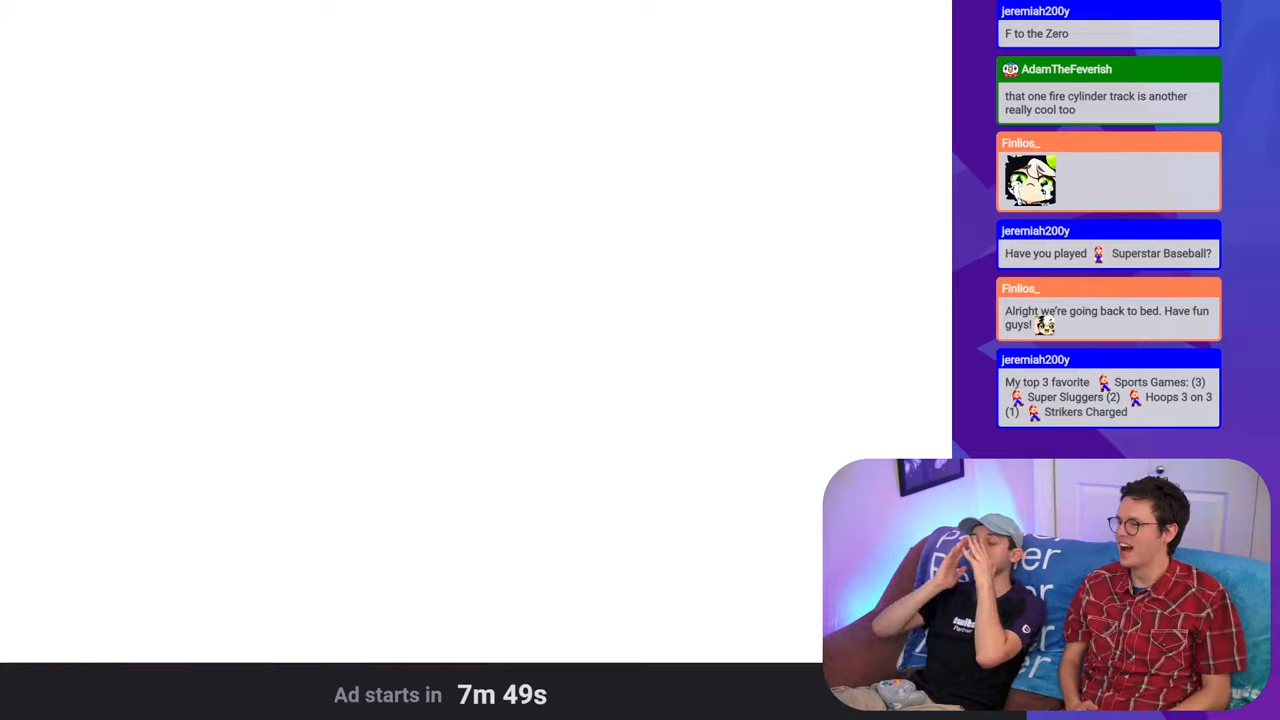 jeremiah200y
F to the Zero
AdamTheFeverish
that one fire cylinder track is another
really cool too
Finlios_
jeremiah200y
Have you played Superstar Baseball?
Finlios_
Alright we're going back to bed. Have fun
guys!
jeremiah200y
My top 3 favorite Sports Games: (3)
Super Sluggers (2) Hoops 3 on 3
(1) Strikers Charged
Partner
Ad starts in 7m 49s